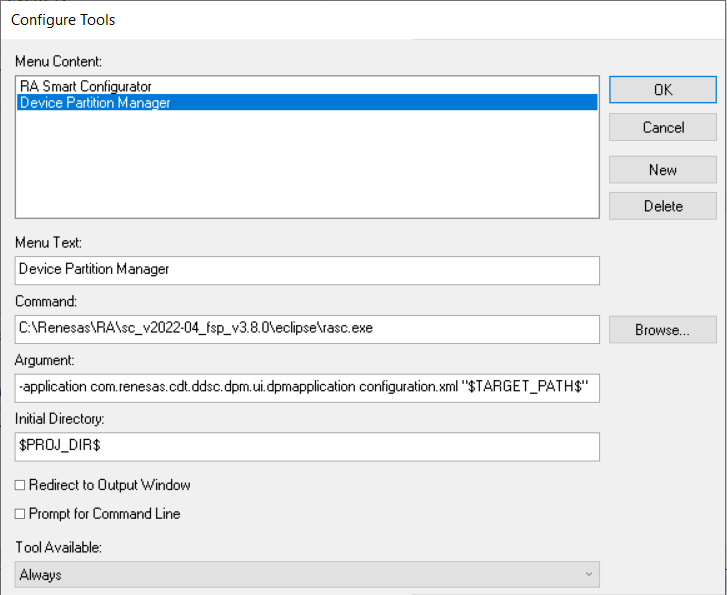 Configure Tools
Menu Content:
RA Smart Configurator
Device Partition Manager
OK
Cancel
New
Delete
Menu Text:
Device Partition Manager
Command:
C:\Renesas\RA\sc_v2022-04_fsp_v3.8.0\eclipse\rasc.exe
Browse...
Argument:
-application com.renesas.cdt.ddsc.dpm.ui.dpmapplication configuration.xml "$TARGET_PATH$"
Initial Directory:
$PROJ_DIR$
Redirect to Output Window
Prompt for Command Line
Tool Available:
Always